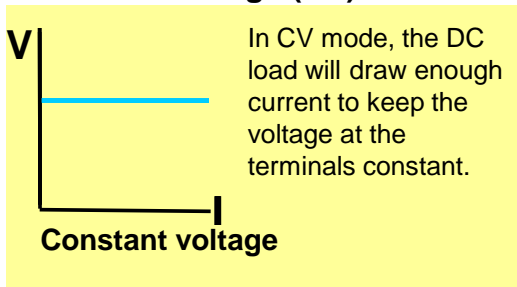 V
In CV mode, the DC
load will draw enough
current to keep the
voltage at the
terminals constant.
I
Constant voltage